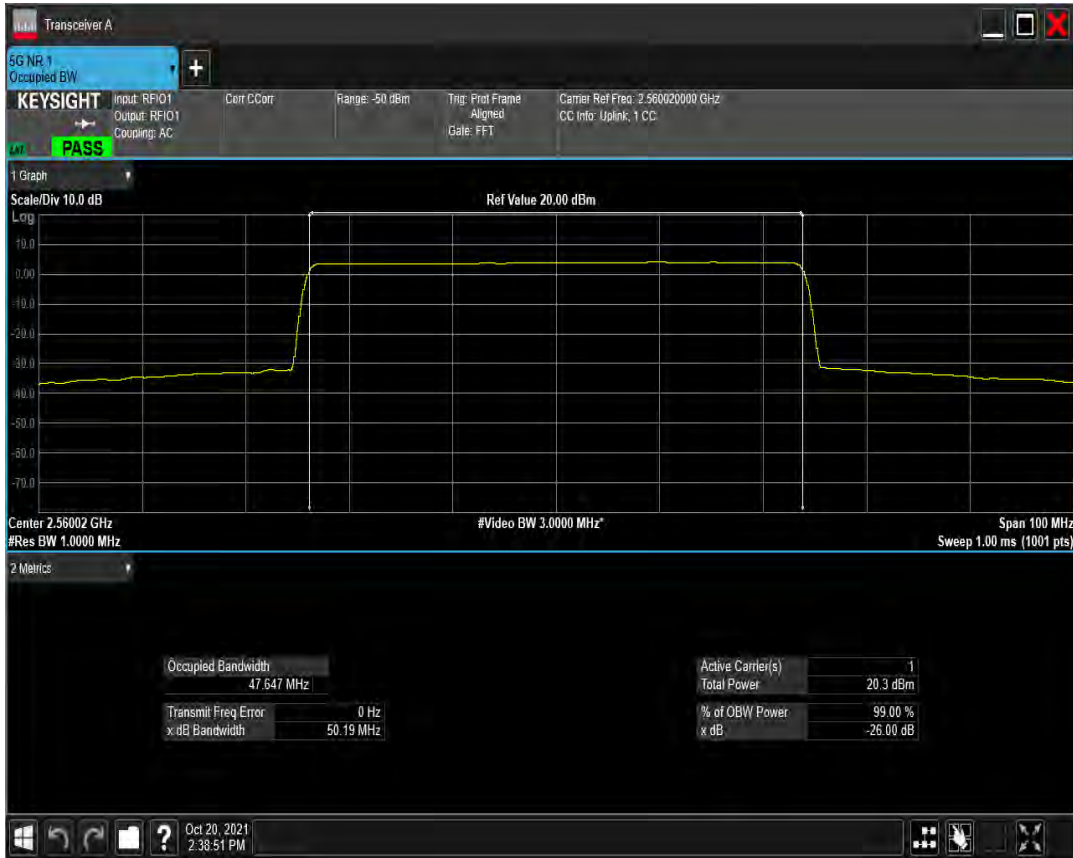 Transceiver A
5G NR 1
Occupied BW
KEYSIGHT
Input: RFIO1
Output: RFIO1
Coupling: AC
Corr CCorr
Range: -50 dBm
Trig: Prot Frame
Aligned
Gate: FFT
Carrier Ref Freq: 2.560020000 GHz
CC Info: Uplink, 1 CC
PASS
1 Graph
Scale/Div 10.0 dB
Ref Value 20.00 dBm
Log
10.0
0.00
-10.0
-20.0
-30.0
-40.0
-50.0
-60.0
-70.0
Center 2.56002 GHz
#Video BW 3.0000 MHz*
Span 100 MHz
#Res BW 1.0000 MHz
Sweep 1.00 ms (1001 pts)
2 Metrics
Occupied Bandwidth
47.647 MHz
Transmit Freq Error 0 Hz
x dB Bandwidth 50.19 MHz
Active Carrier(s) 1
Total Power 20.3 dBm
% of OBW Power 99.00 %
x dB -26.00 dB
?
Oct 20, 2021
2:38:51 PM